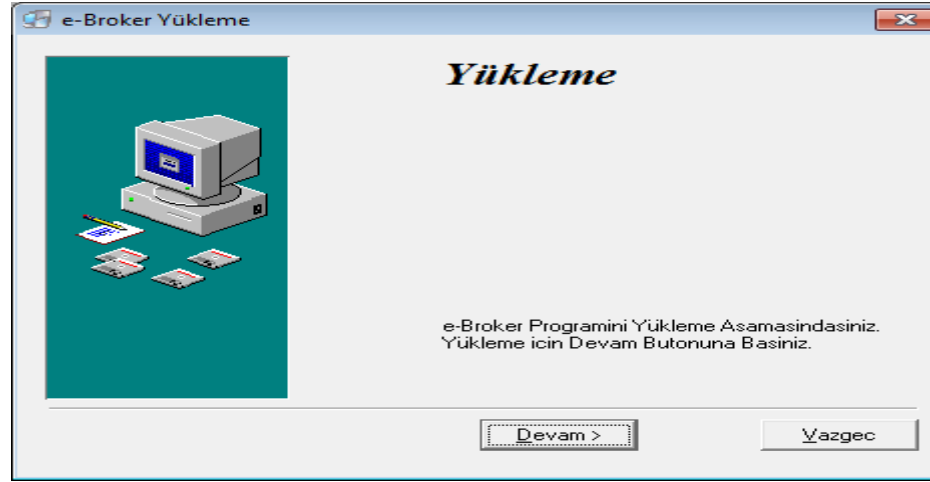 e-Broker Yükleme
Yükleme
e-Broker Programini Yükleme Asamasindasiniz.
Yükleme icin Devam Butonuna Basiniz.
Devam >
Vazgec